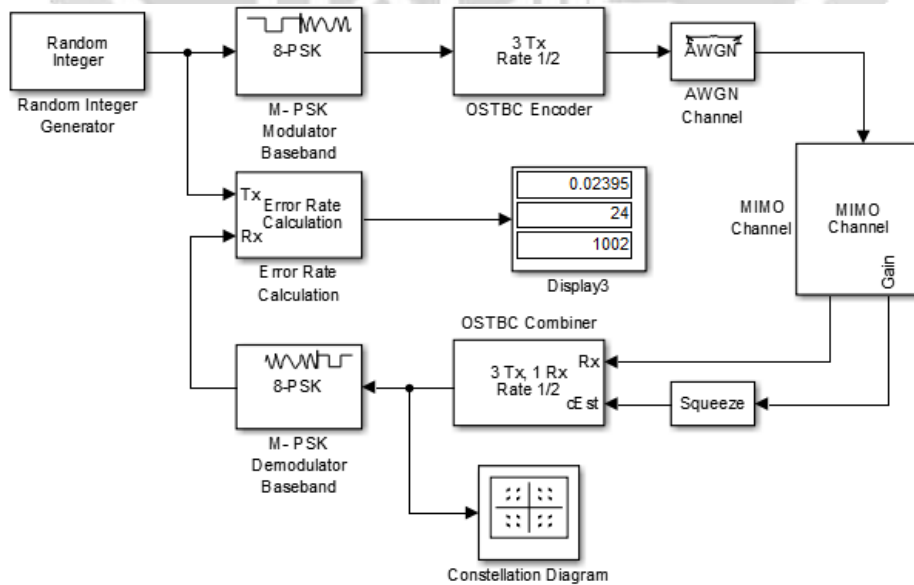 Random
Integer
Random Integer
Generator
8-PSK
M- PSK
Modulator
Baseband
3 Tx
Rate 1/2
OSTBC Encoder
AWGN
AWGN
Channel
MIMO
Channel
MIMO
Channel
Gain
Tx
Rx
Error Rate
Calculation
Error Rate
Calculation
0.02395
24
1002
Display3
OSTBC Combiner
3 Tx, 1 Rx
Rate 1/2
Rx
cEst
Squeeze
8-PSK
M- PSK
Demodulator
Baseband
Constellation Diagram